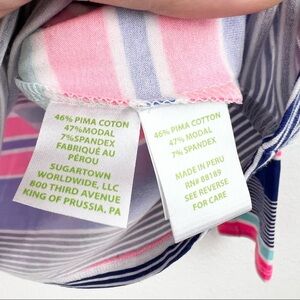 46% PIMA COTTON
47%MODAL
7%SPANDEX
FABRIQUÉ AU
PÉROU
SUGARTOWN
WORLDWIDE, LLC
800 THIRD AVENUE
KING OF PRUSSIA, PA
46% PIMA COTTON
47% MODAL
7% SPANDEX
MADE IN PERU
RN# 88189
SEE REVERSE
FOR CARE